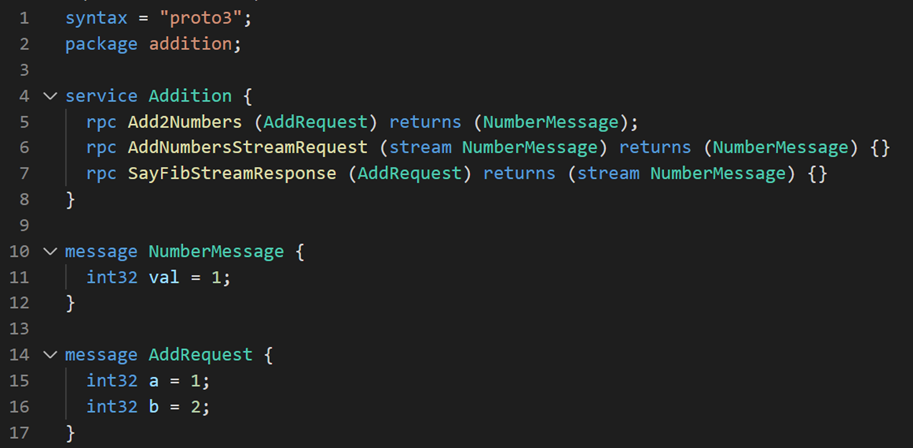 1 syntax = "proto3";
2 package addition;
3
4 service Addition {
5 rpc Add2Numbers (AddRequest) returns (NumberMessage);
6 rpc AddNumbersStreamRequest (stream NumberMessage) returns (NumberMessage) {}
7 rpc SayFibStreamResponse (AddRequest) returns (stream NumberMessage) {}
8 }
9
10 message NumberMessage {
11 int32 val = 1;
12 }
13
14 message AddRequest {
15 int32 a = 1;
16 int32 b = 2;
17 }